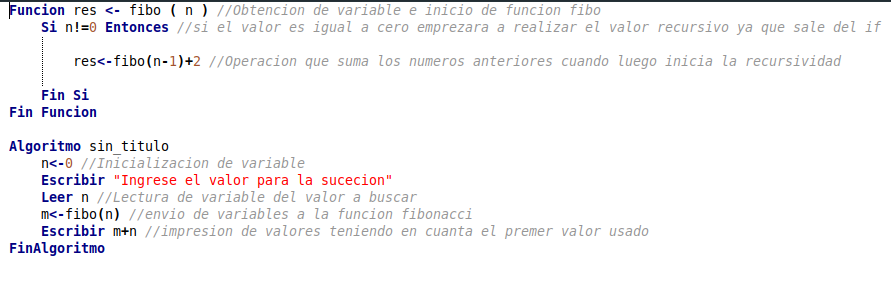 Funcion res <- fibo ( n ) //Obtencion de variable e inicio de funcion fibo
Si n!=0 Entonces //si el valor es igual a cero emprezara a realizar el valor recursivo ya que sale del if
res<-fibo(n-1)+2 //Operacion que suma los numeros anteriores cuando luego inicia la recursividad
Fin Si
Fin Funcion
Algoritmo sin_titulo
n<-0 //Inicializacion de variable
Escribir "Ingrese el valor para la sucecion"
Leer n //Lectura de variable del valor a buscar
m<-fibo(n) //envio de variables a la funcion fibonacci
Escribir m+n //impresion de valores teniendo en cuanta el premer valor usado
FinAlgoritmo